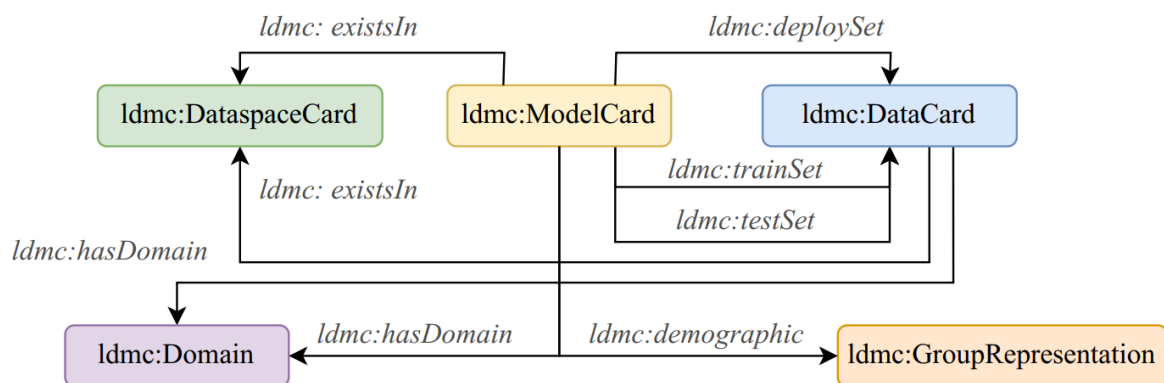 ldmc: existsIn
ldmc:deploySet
ldmc:DataspaceCard
ldmc:ModelCard
ldmc:DataCard
ldmc:trainSet
ldmc: existsIn
ldmc:testSet
ldmc:hasDomain
ldmc:hasDomain
ldmc:demographic
ldmc:Domain
ldmc:GroupRepresentation